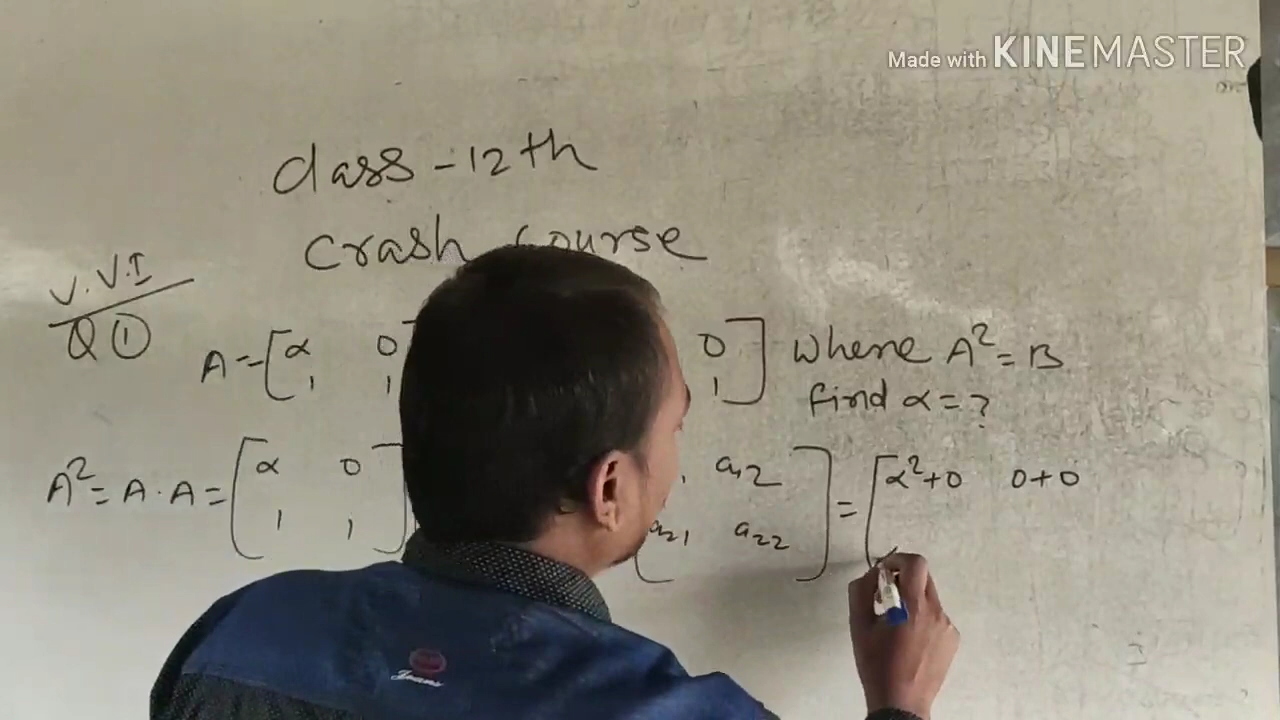 Made with KINEMASTER
Class - 12th
Crash Course
V.V.I
Q ① A = [α 0 0] where A² = B
1 1 1 find α = ?
A² = A · A = [α 0 a₁₂] = [α²+0 0+0
1 1 a₂₁ a₂₂